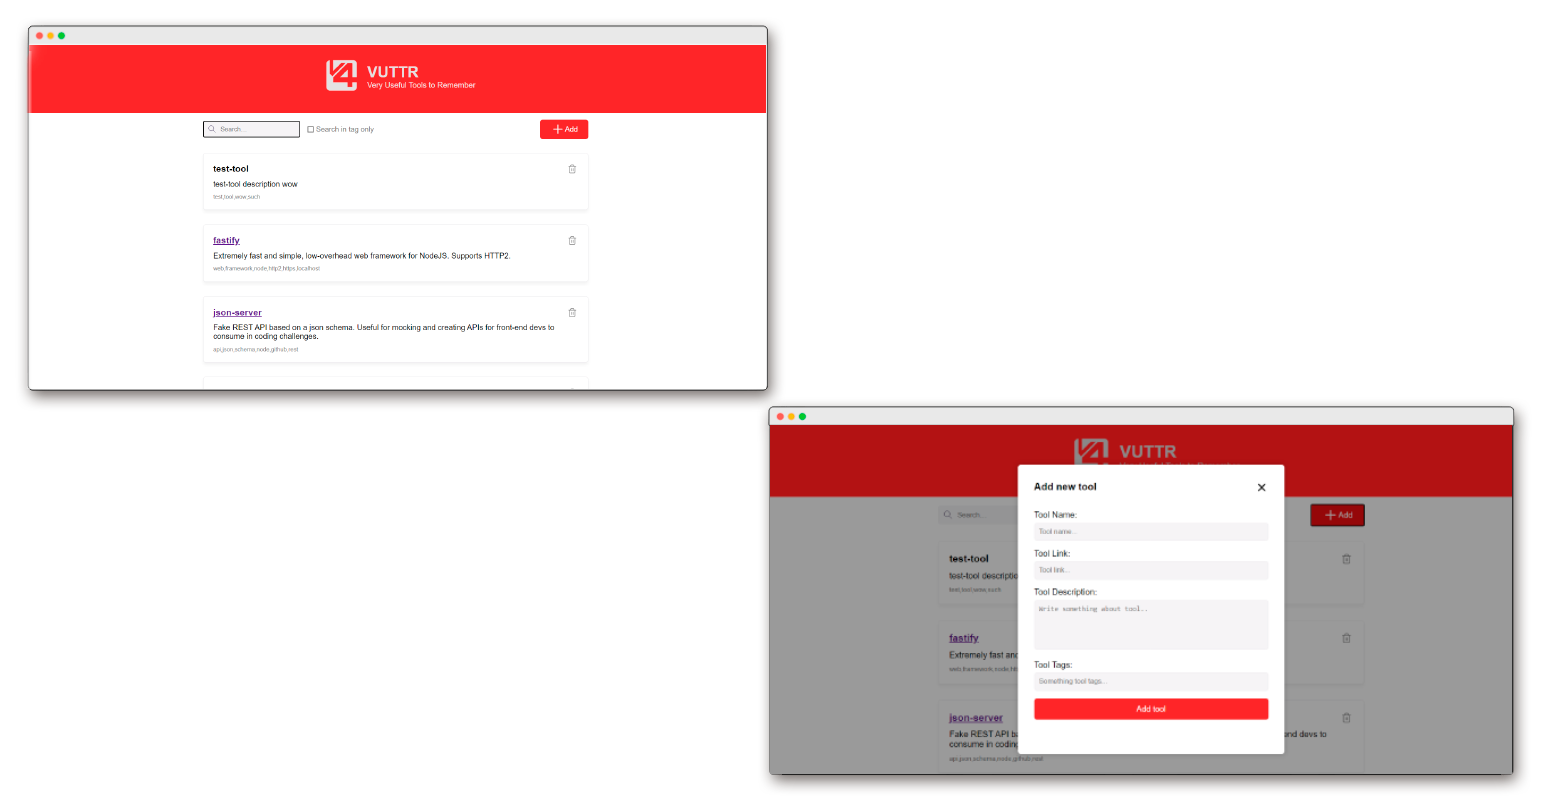 VUTTR
Very Useful Tools to Remember
Search...
Search in tag only
Add
test-tool
test-tool description wow
test,tool,wow,such
fastify
Extremely fast and simple, low-overhead web framework for NodeJS. Supports HTTP2.
web,framework,node,http2,https,localhost
json-server
Fake REST API based on a json schema. Useful for mocking and creating APIs for front-end devs to
consume in coding challenges.
api,json,schema,node,github,rest
VUTTR
Search...
Add
Add new tool
Tool Name:
Tool name...
Tool Link:
Tool link...
Tool Description:
Write something about tool...
Tool Tags:
Something tool tags...
Add tool
test-tool
test-tool descriptio
test,tool,wow,such
fastify
Extremely fast and
web,framework,node,ht
json-server
Fake REST API ba
end devs to
consume in coding
api,json,schema,node,github,rest